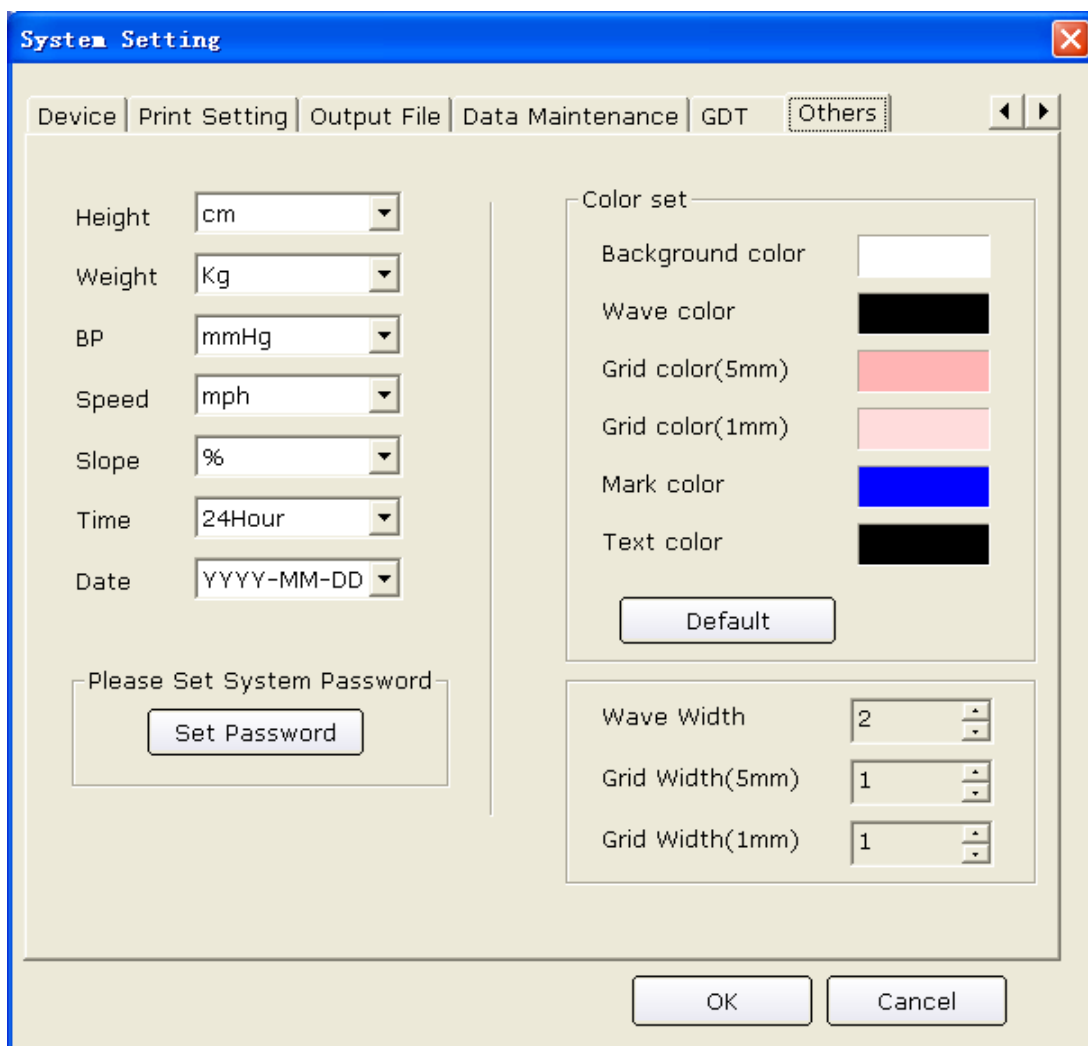 System Setting
Device Print Setting Output File Data Maintenance GDT Others
Height cm
Weight Kg
BP mmHg
Speed mph
Slope %
Time 24Hour
Date YYYY-MM-DD
Please Set System Password
Set Password
Color set
Background color
Wave color
Grid color(5mm)
Grid color(1mm)
Mark color
Text color
Default
Wave Width 2
Grid Width(5mm) 1
Grid Width(1mm) 1
OK Cancel